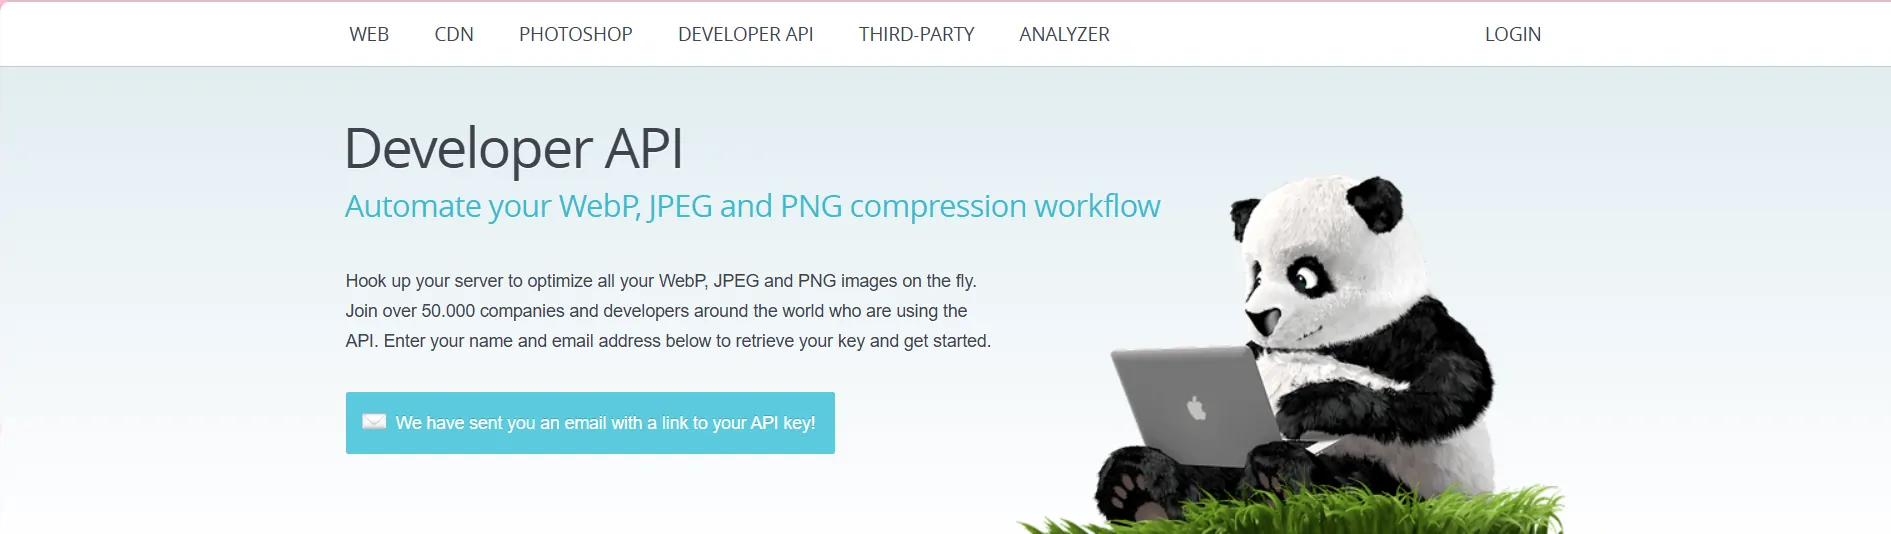 WEB CDN PHOTOSHOP DEVELOPER API THIRD-PARTY ANALYZER LOGIN
Developer API
Automate your WebP, JPEG and PNG compression workflow
Hook up your server to optimize all your WebP, JPEG and PNG images on the fly.
Join over 50.000 companies and developers around the world who are using the
API. Enter your name and email address below to retrieve your key and get started.
We have sent you an email with a link to your API key!